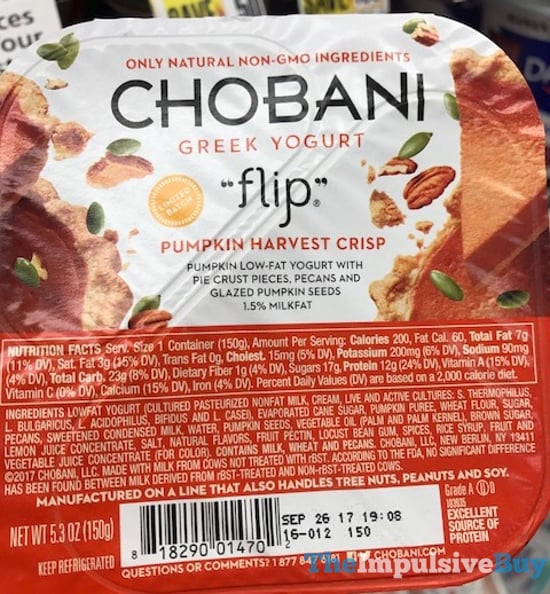 ces
our
SAVE
ONLY NATURAL NON-GMO INGREDIENTS
CHOBANI
GREEK YOGURT
"flip"®
LIMITED
BATCH
PUMPKIN HARVEST CRISP
PUMPKIN LOW-FAT YOGURT WITH
PIE CRUST PIECES, PECANS AND
GLAZED PUMPKIN SEEDS
1.5% MILKFAT
NUTRITION FACTS Serv. Size 1 Container (150g), Amount Per Serving: Calories 200, Fat Cal. 60, Total Fat 7g
(11% DV), Sat. Fat 3g (15% DV), Trans Fat 0g, Cholest. 15mg (5% DV), Potassium 200mg (6% DV), Sodium 90mg
(4% DV), Total Carb. 23g (8% DV), Dietary Fiber 1g (4% DV), Sugars 17g, Protein 12g (24% DV), Vitamin A (15% DV),
Vitamin C (0% DV), Calcium (15% DV), Iron (4% DV). Percent Daily Values (DV) are based on a 2,000 calorie diet.
INGREDIENTS LOWFAT YOGURT (CULTURED PASTEURIZED NONFAT MILK, CREAM, LIVE AND ACTIVE CULTURES: S. THERMOPHILUS,
L. BULGARICUS, L. ACIDOPHILUS, BIFIDUS AND L. CASEI), EVAPORATED CANE SUGAR, PUMPKIN PUREE, WHEAT FLOUR, SUGAR,
PECANS, SWEETENED CONDENSED MILK, WATER, PUMPKIN SEEDS, VEGETABLE OIL (PALM AND PALM KERNEL), BROWN SUGAR,
LEMON JUICE CONCENTRATE, SALT, NATURAL FLAVORS, FRUIT PECTIN, LOCUST BEAN GUM, SPICES, RICE SYRUP, FRUIT AND
VEGETABLE JUICE CONCENTRATE (FOR COLOR). CONTAINS MILK, WHEAT, AND PECANS. CHOBANI, LLC, NEW BERLIN, NY 13411
©2017 CHOBANI, LLC. MADE WITH MILK FROM COWS NOT TREATED WITH rBST. ACCORDING TO THE FDA, NO SIGNIFICANT DIFFERENCE
HAS BEEN FOUND BETWEEN MILK DERIVED FROM rBST-TREATED AND NON-rBST-TREATED COWS.
MANUFACTURED ON A LINE THAT ALSO HANDLES TREE NUTS, PEANUTS AND SOY.
Grade A
EXCELLENT
SOURCE OF
PROTEIN
NET WT 5.3 OZ (150g)
KEEP REFRIGERATED
8 18290 01470 2
SEP 26 17 19:08
16-012 150
QUESTIONS OR COMMENTS? 1 877 847 6181 CHOBANI.COM
TheImpulsiveBuy